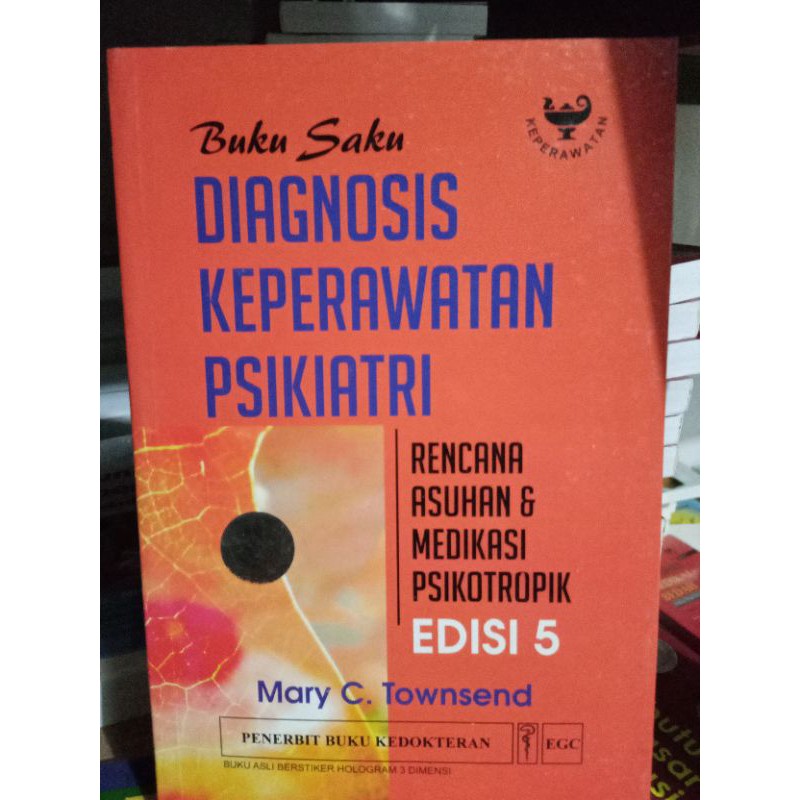 Buku Saku
KEPERAWATAN
DIAGNOSIS
KEPERAWATAN
PSIKIATRI
RENCANA
ASUHAN &
MEDIKASI
PSIKOTROPIK
EDISI 5
Mary C. Townsend
PENERBIT BUKU KEDOKTERAN
EGC
BUKU ASLI BERSTIKER HOLOGRAM 3 DIMENSI